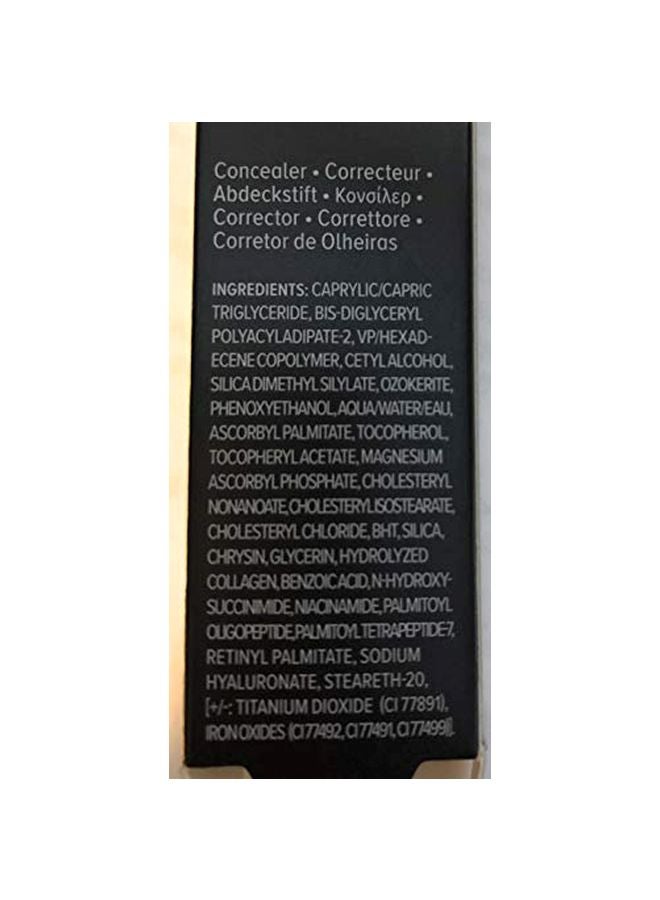 Concealer • Correcteur •
Abdeckstift • Κονσίλερ •
Corrector • Correttore •
Corretor de Olheiras
INGREDIENTS: CAPRYLIC/CAPRIC
TRIGLYCERIDE, BIS-DIGLYCERYL
POLYACYLADIPATE-2, VP/HEXAD-
ECENE COPOLYMER, CETYL ALCOHOL,
SILICA DIMETHYL SILYLATE, OZOKERITE,
PHENOXYETHANOL, AQUA/WATER/EAU,
ASCORBYL PALMITATE, TOCOPHEROL,
TOCOPHERYL ACETATE, MAGNESIUM
ASCORBYL PHOSPHATE, CHOLESTERYL
NONANOATE, CHOLESTERYL ISOSTEARATE,
CHOLESTERYL CHLORIDE, BHT, SILICA,
CHRYSIN, GLYCERIN, HYDROLYZED
COLLAGEN, BENZOIC ACID, N-HYDROXY-
SUCCINIMIDE, NIACINAMIDE, PALMITOYL
OLIGOPEPTIDE, PALMITOYL TETRAPEPTIDE-7,
RETINYL PALMITATE, SODIUM
HYALURONATE, STEARETH-20,
[+/-: TITANIUM DIOXIDE (CI 77891),
IRON OXIDES (CI 77492, CI 77491, CI 77499)].